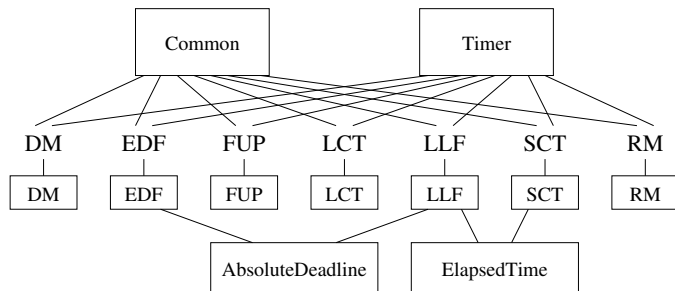 Common Timer
DM EDF FUP LCT LLF SCT RM
DM EDF FUP LCT LLF SCT RM
AbsoluteDeadline ElapsedTime